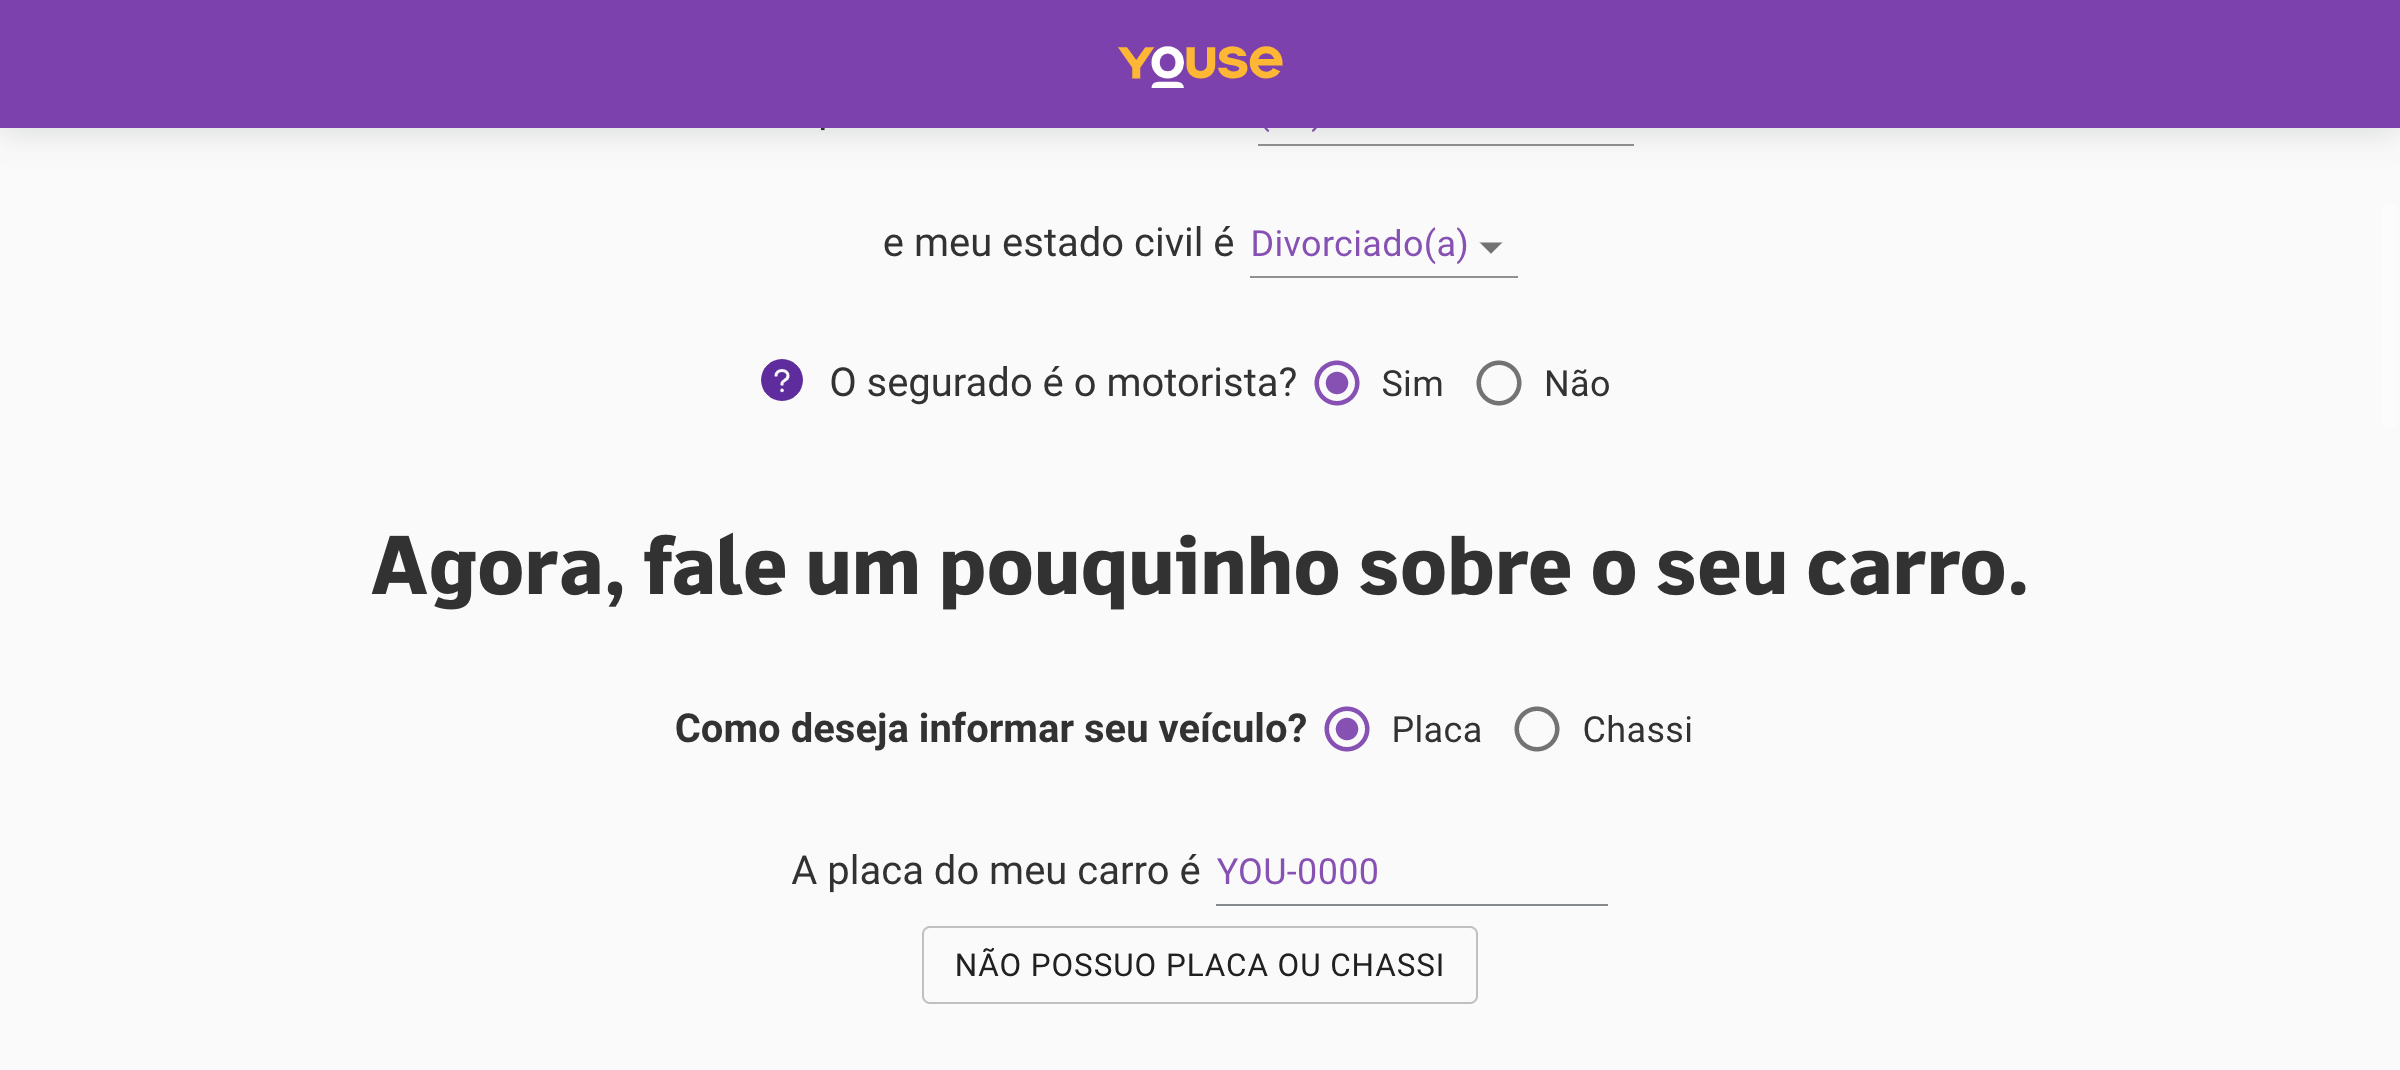 YOUSE
e meu estado civil é Divorciado(a)
? O segurado é o motorista? Sim Não
Agora, fale um pouquinho sobre o seu carro.
Como deseja informar seu veículo? Placa Chassi
A placa do meu carro é YOU-0000
NÃO POSSUO PLACA OU CHASSI